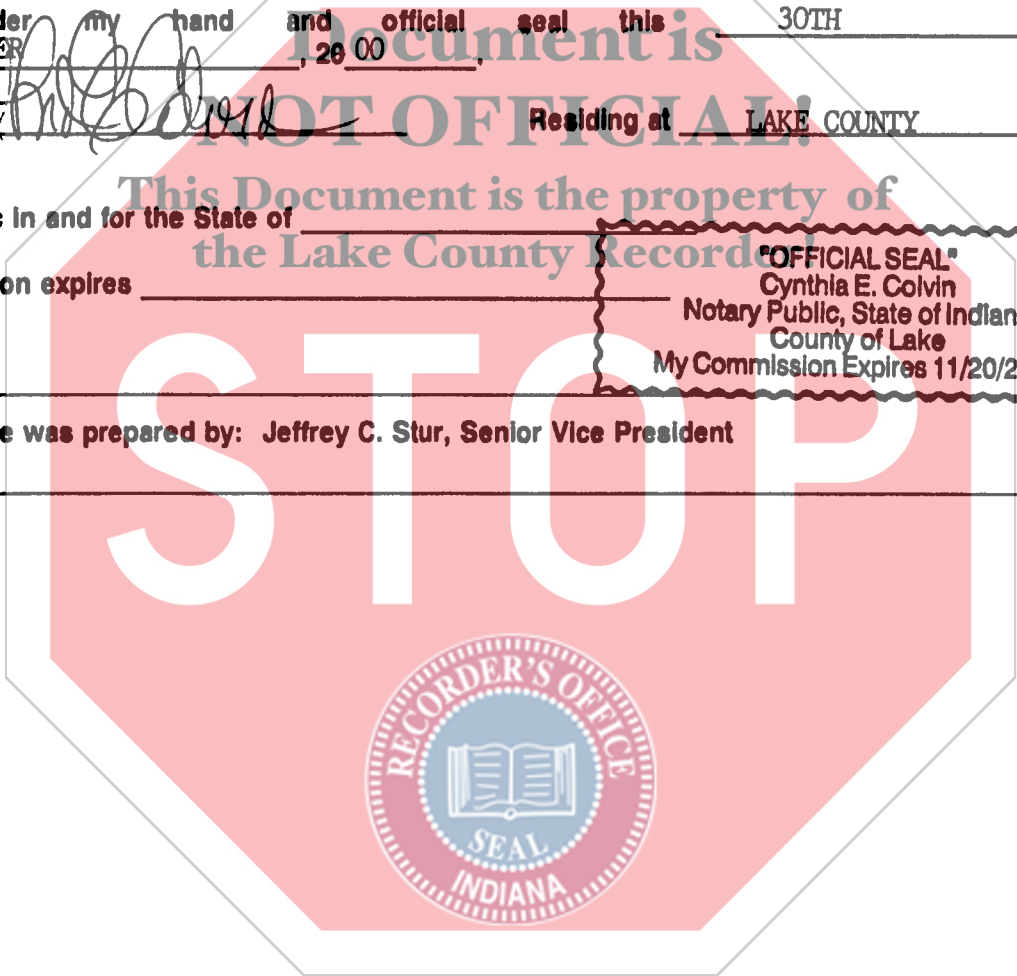 der my hand and official seal this 30TH
ER , 20 00 ,
Document is
NOT OFFICIAL!
Residing at LAKE COUNTY
This Document is the property of
the Lake County Recorder!
in and for the State of
on expires
"OFFICIAL SEAL"
Cynthia E. Colvin
Notary Public, State of Indian
County of Lake
My Commission Expires 11/20/2
e was prepared by: Jeffrey C. Stur, Senior Vice President
STOP
RECORDER'S OFFICE
SEAL
INDIANA